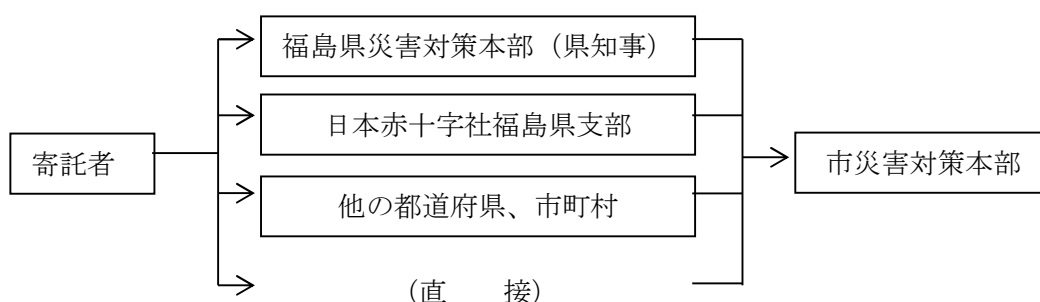 福島県災害対策本部（県知事）
日本赤十字社福島県支部
寄託者
市災害対策本部
他の都道府県、市町村
（直　　接）